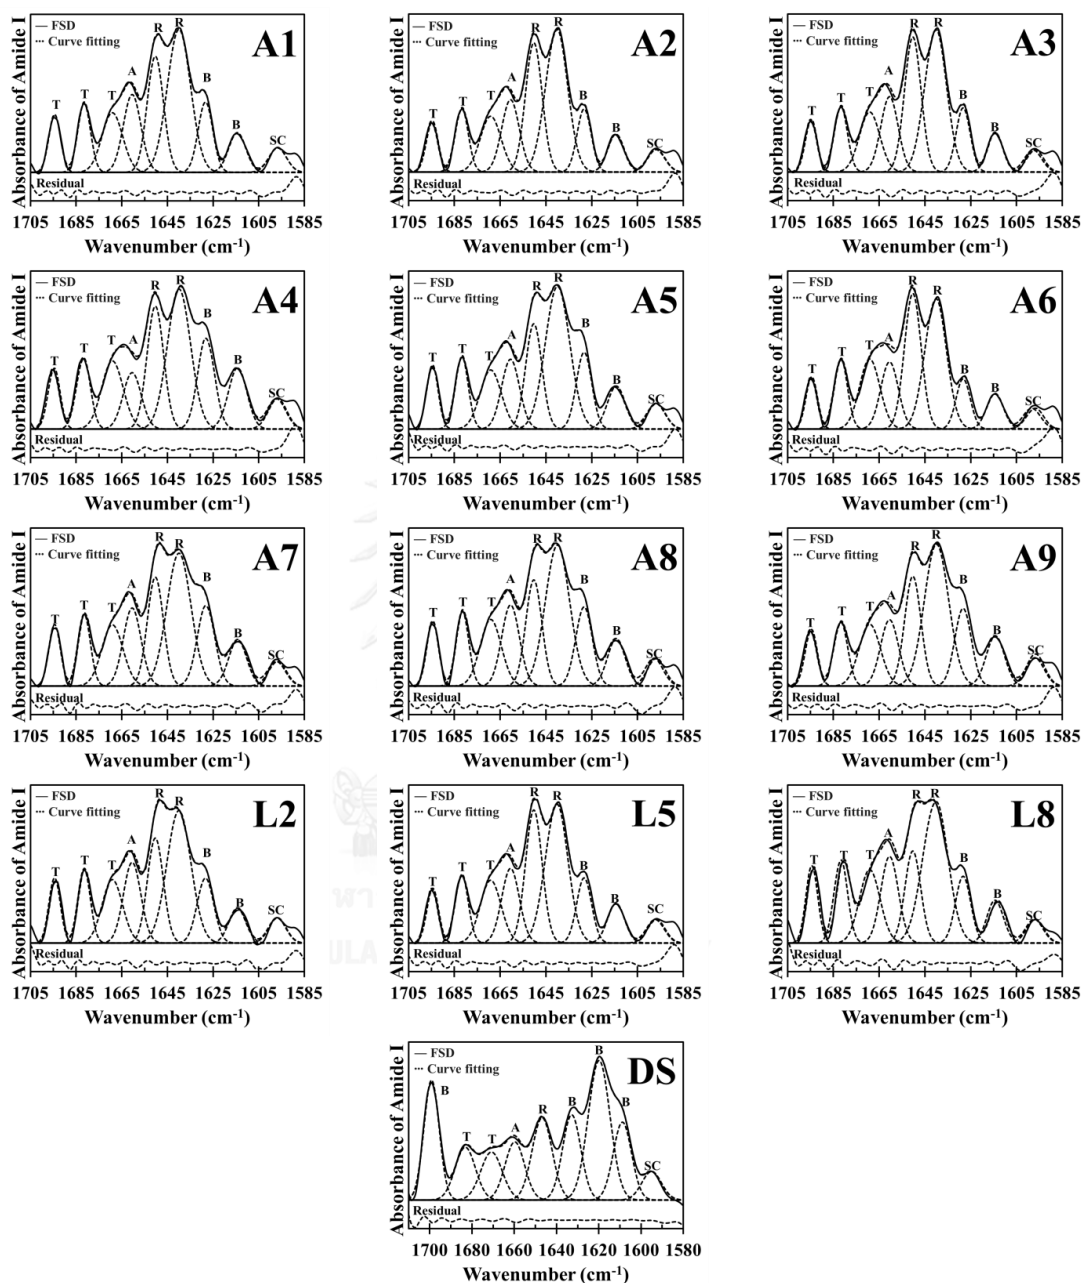 — FSD
--- Curve fitting
A1
T T T A R R B B SC
Residual
Absorbance of Amide I
1705 1685 1665 1645 1625 1605 1585
Wavenumber (cm-1)
— FSD
--- Curve fitting
A2
T T T A R R B B SC
Residual
Absorbance of Amide I
1705 1685 1665 1645 1625 1605 1585
Wavenumber (cm-1)
— FSD
--- Curve fitting
A3
T T T A R R B B SC
Residual
Absorbance of Amide I
1705 1685 1665 1645 1625 1605 1585
Wavenumber (cm-1)
— FSD
--- Curve fitting
A4
T T T A R R B B SC
Residual
Absorbance of Amide I
1705 1685 1665 1645 1625 1605 1585
Wavenumber (cm-1)
— FSD
--- Curve fitting
A5
T T T A R R B B SC
Residual
Absorbance of Amide I
1705 1685 1665 1645 1625 1605 1585
Wavenumber (cm-1)
— FSD
--- Curve fitting
A6
T T T A R R B B SC
Residual
Absorbance of Amide I
1705 1685 1665 1645 1625 1605 1585
Wavenumber (cm-1)
— FSD
--- Curve fitting
A7
T T T A R R B B SC
Residual
Absorbance of Amide I
1705 1685 1665 1645 1625 1605 1585
Wavenumber (cm-1)
— FSD
--- Curve fitting
A8
T T T A R R B B SC
Residual
Absorbance of Amide I
1705 1685 1665 1645 1625 1605 1585
Wavenumber (cm-1)
— FSD
--- Curve fitting
A9
T T T A R R B B SC
Residual
Absorbance of Amide I
1705 1685 1665 1645 1625 1605 1585
Wavenumber (cm-1)
— FSD
--- Curve fitting
L2
T T T A R R B B SC
Residual
Absorbance of Amide I
1705 1685 1665 1645 1625 1605 1585
Wavenumber (cm-1)
— FSD
--- Curve fitting
L5
T T T A R R B B SC
Residual
Absorbance of Amide I
1705 1685 1665 1645 1625 1605 1585
Wavenumber (cm-1)
— FSD
--- Curve fitting
L8
T T T A R R B B SC
Residual
Absorbance of Amide I
1705 1685 1665 1645 1625 1605 1585
Wavenumber (cm-1)
— FSD
--- Curve fitting
DS
B T T A R B B B SC
Residual
Absorbance of Amide I
1700 1680 1660 1640 1620 1600 1580
Wavenumber (cm-1)